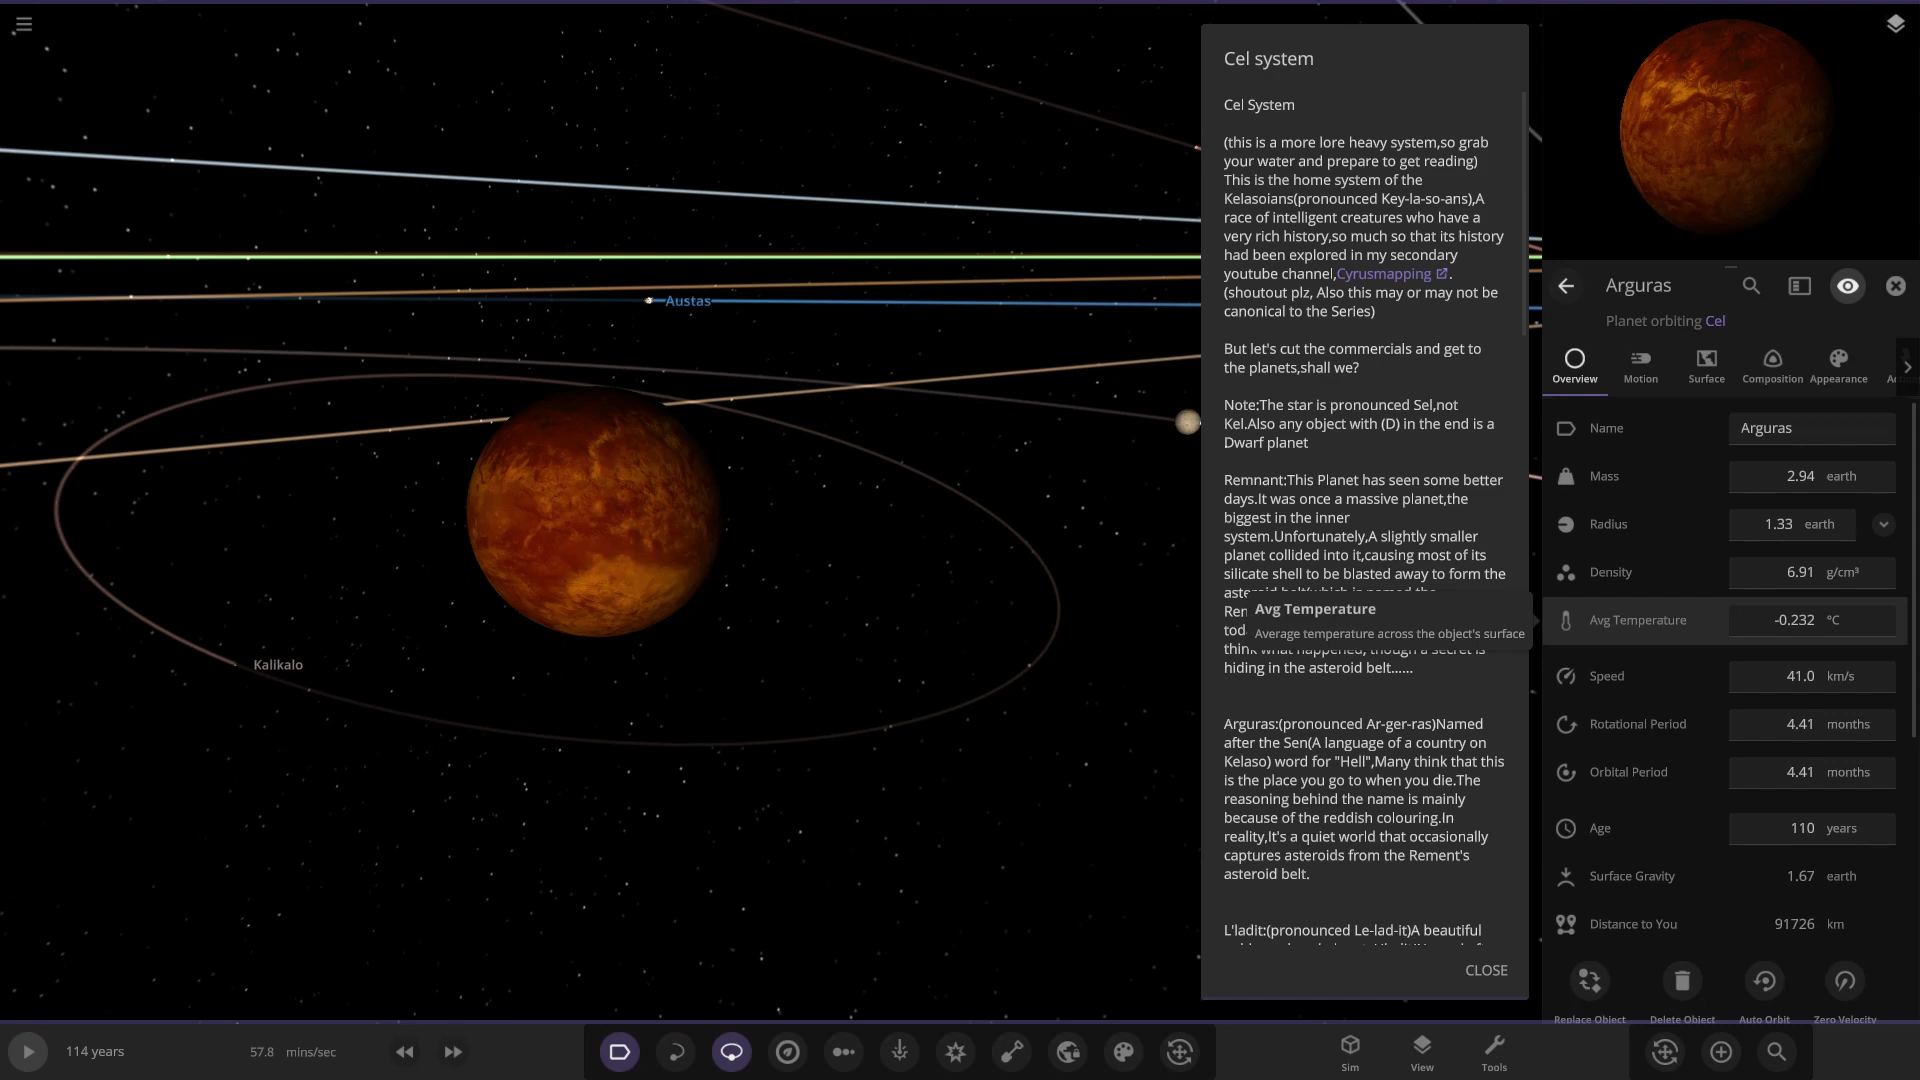 Cel system
Cel System
(this is a more lore heavy system,so grab
your water and prepare to get reading)
This is the home system of the
Kelasoians(pronounced Key-la-so-ans),A
race of intelligent creatures who have a
very rich history,so much so that its history
had been explored in my secondary
youtube channel,Cyrusmapping.
(shoutout plz, Also this may or may not be
canonical to the Series)
But let's cut the commercials and get to
the planets,shall we?
Note:The star is pronounced Sel,not
Kel.Also any object with (D) in the end is a
Dwarf planet
Remnant:This Planet has seen some better
days.It was once a massive planet,the
biggest in the inner
system.Unfortunately,A slightly smaller
planet collided into it,causing most of its
silicate shell to be blasted away to form the
asteroid belt(which is named the
Ren
tod
think what happened, though a secret is
hiding in the asteroid belt......
Avg Temperature
Average temperature across the object's surface
Arguras:(pronounced Ar-ger-ras)Named
after the Sen(A language of a country on
Kelaso) word for "Hell",Many think that this
is the place you go to when you die.The
reasoning behind the name is mainly
because of the reddish colouring.In
reality,It's a quiet world that occasionally
captures asteroids from the Rement's
asteroid belt.
L'ladit:(pronounced Le-lad-it)A beautiful
CLOSE
Austas
Kalikalo
Arguras
Planet orbiting Cel
Overview Motion Surface Composition Appearance
Name Arguras
Mass 2.94 earth
Radius 1.33 earth
Density 6.91 g/cm³
Avg Temperature -0.232 °C
Speed 41.0 km/s
Rotational Period 4.41 months
Orbital Period 4.41 months
Age 110 years
Surface Gravity 1.67 earth
Distance to You 91726 km
Replace Object Delete Object Auto Orbit Zero Velocity
114 years 57.8 mins/sec
Sim View Tools